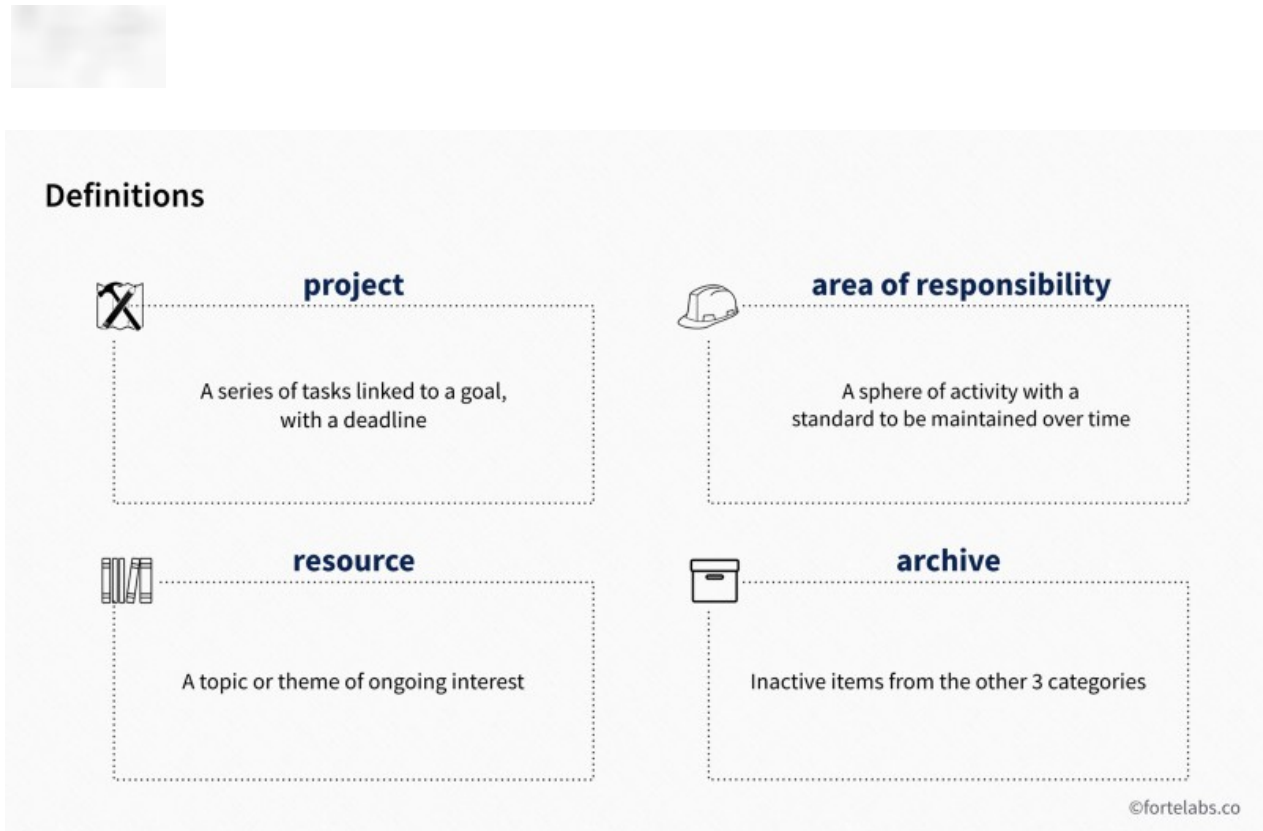 Definitions
project
area of responsibility
A series of tasks linked to a goal,
with a deadline
A sphere of activity with a
standard to be maintained over time
resource
archive
A topic or theme of ongoing interest
Inactive items from the other 3 categories
©fortelabs.co